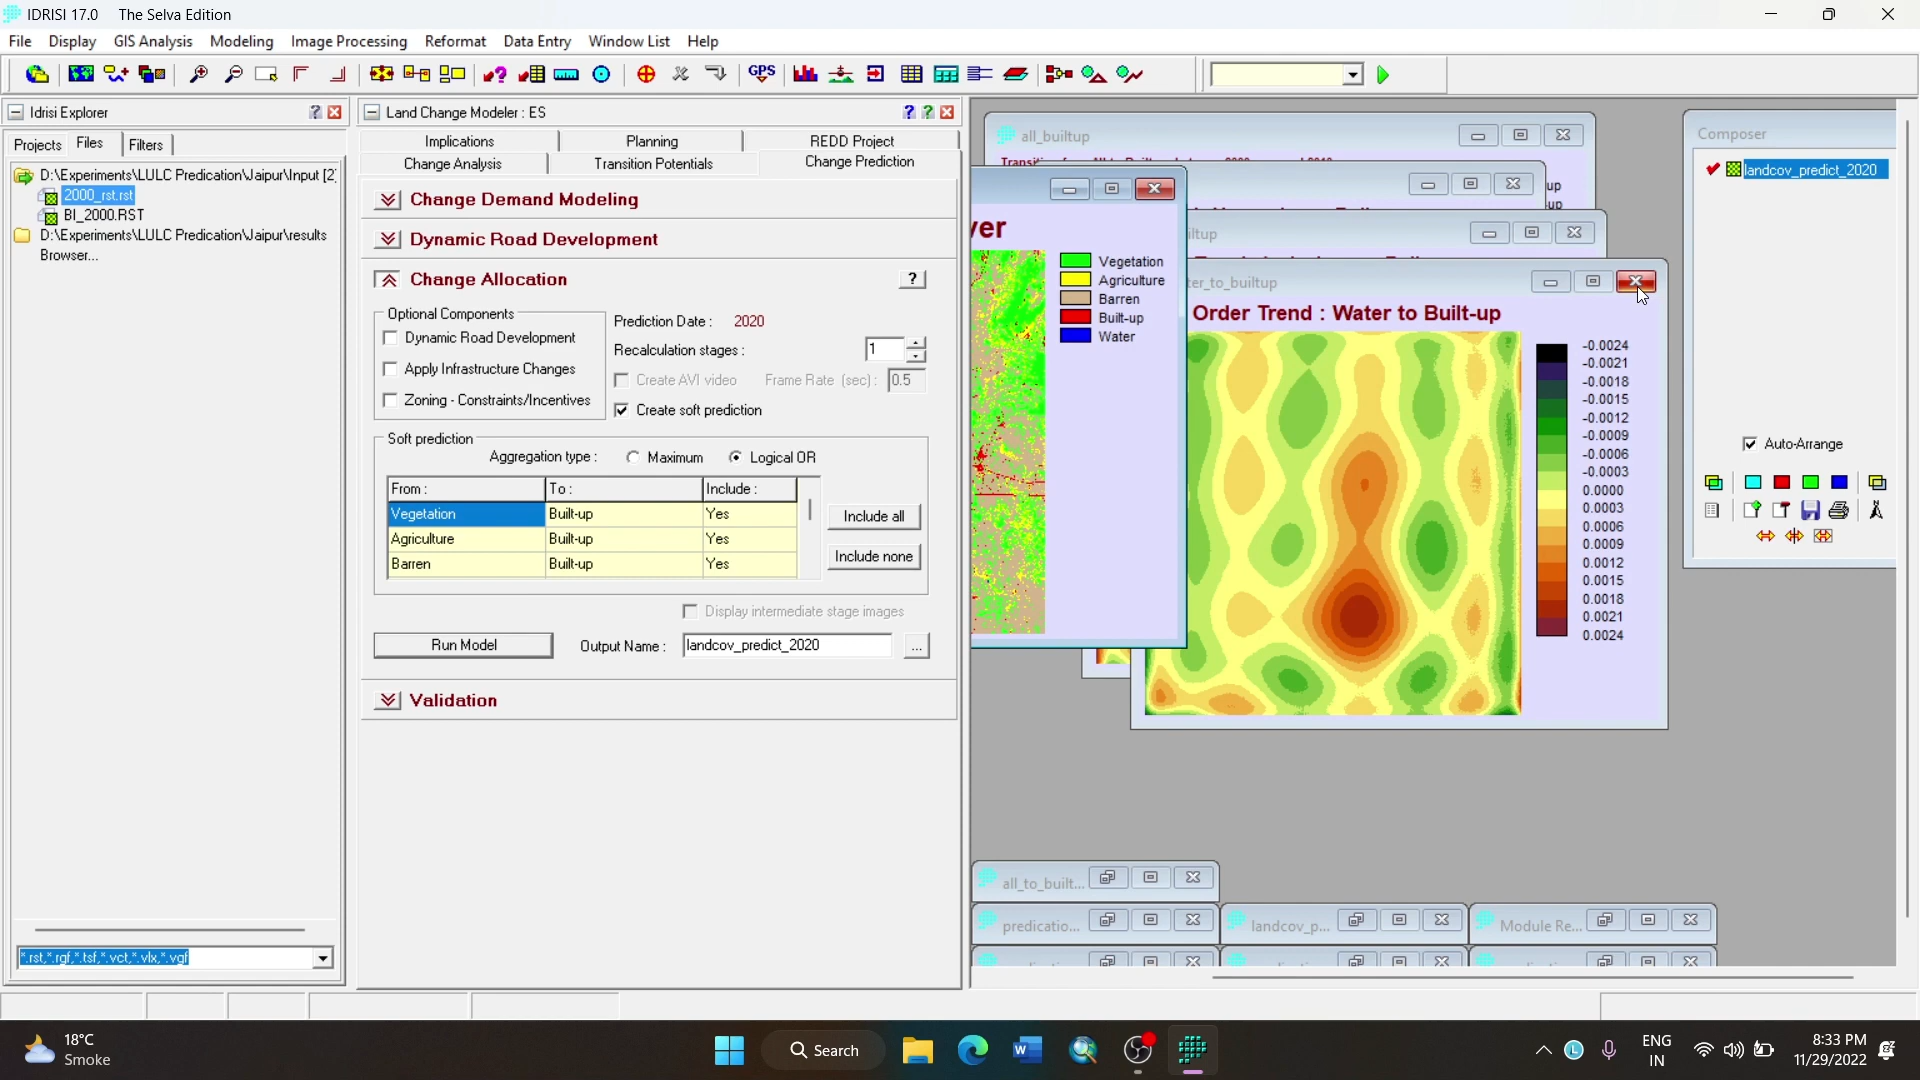 IDRISI 17.0 The Selva Edition
File Display GIS Analysis Modeling Image Processing Reformat Data Entry Window List Help
GPS
Idrisi Explorer
Projects Files Filters
D:\Experiments\LULC Predication\Jaipur\Input [2]
2000_rst.rst
BI_2000.RST
D:\Experiments\LULC Predication\Jaipur\results
Browser...
*.rst,*.rgf,*.tsf,*.vct,*.vlx,*.vgf
Land Change Modeler : ES
Implications Planning REDD Project
Change Analysis Transition Potentials Change Prediction
Change Demand Modeling
Dynamic Road Development
Change Allocation ?
Optional Components
Dynamic Road Development
Apply Infrastructure Changes
Zoning - Constraints/Incentives
Prediction Date : 2020
Recalculation stages : 1
Create AVI video Frame Rate (sec) : 0.5
Create soft prediction
Soft prediction
Aggregation type : Maximum Logical OR
From : To : Include :
Vegetation Built-up Yes
Agriculture Built-up Yes
Barren Built-up Yes
Include all
Include none
Display intermediate stage images
Run Model Output Name : landcov_predict_2020 ...
Validation
all_builtup
ver
Vegetation
Agriculture
Barren
Built-up
Water
ter_to_builtup
Order Trend : Water to Built-up
-0.0024
-0.0021
-0.0018
-0.0015
-0.0012
-0.0009
-0.0006
-0.0003
0.0000
0.0003
0.0006
0.0009
0.0012
0.0015
0.0018
0.0021
0.0024
Composer
landcov_predict_2020
Auto-Arrange
all_to_built...
predicatio... landcov_p... Module Re...
18°C
Smoke
Search
ENG
IN
8:33 PM
11/29/2022